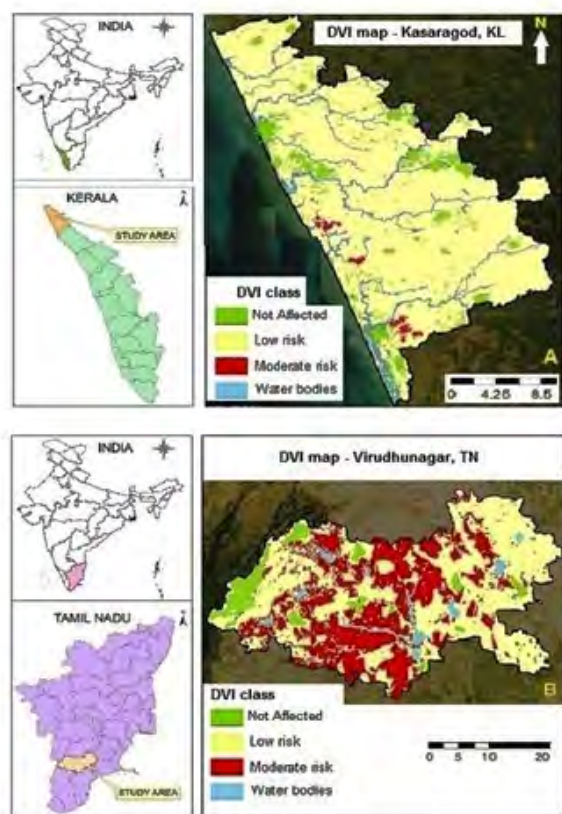 INDIA
DVI map - Kasaragod, KL
N
KERALA
STUDY AREA
DVI class
Not Affected
Low risk
Moderate risk
Water bodies
A
0 4.25 8.5
INDIA
DVI map - Virudhunagar, TN
TAMIL NADU
STUDY AREA
DVI class
Not Affected
Low risk
Moderate risk
Water bodies
B
0 5 10 20